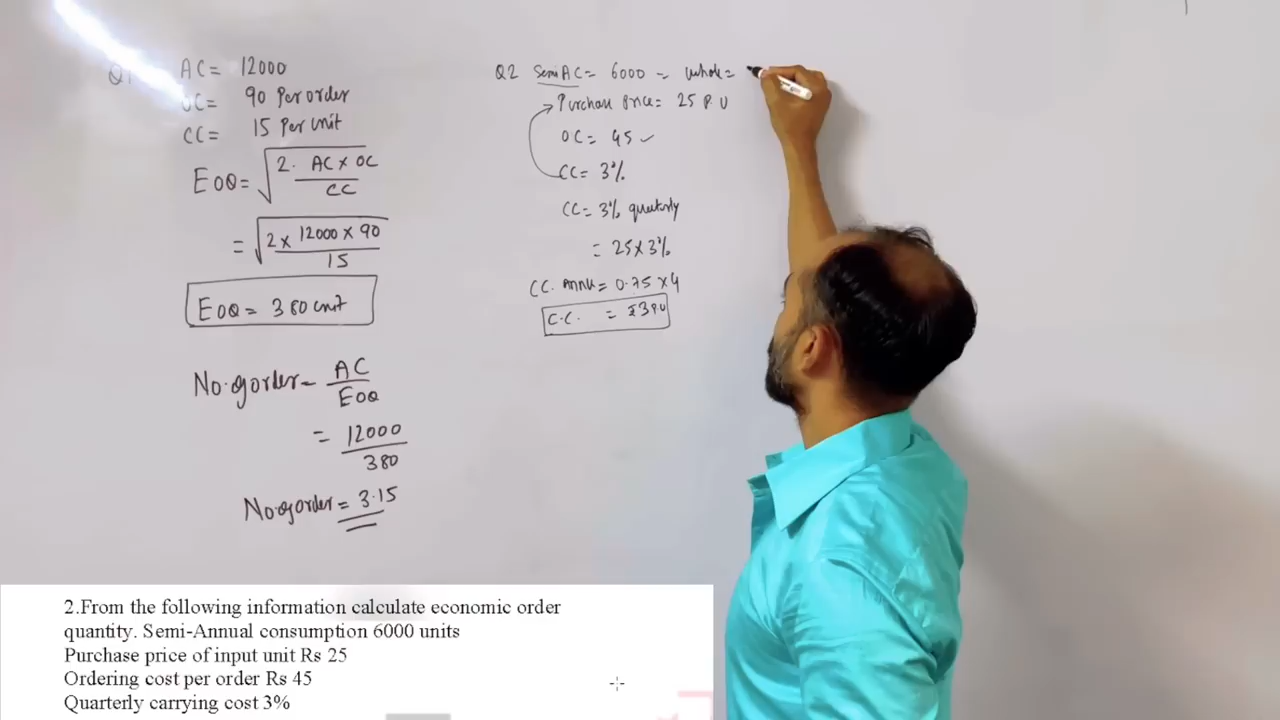 Q1
AC= 12000
OC= 90 Per order
CC= 15 Per unit
EOQ= √2. AC x OC
CC
= √2 x 12000 x 90
15
EOQ= 380 unit
No. of order= AC
EOQ
= 12000
380
No. of order= 3.15
Q2 Semi AC= 6000 = Whole=
Purchase Price= 25 P.U
OC= 45 ✓
CC= 3%
CC= 3% quarterly
= 25 x 3%
CC. Annu= 0.75 x 4
C.C. = ₹3 P.U
2.From the following information calculate economic order
quantity. Semi-Annual consumption 6000 units
Purchase price of input unit Rs 25
Ordering cost per order Rs 45
Quarterly carrying cost 3%